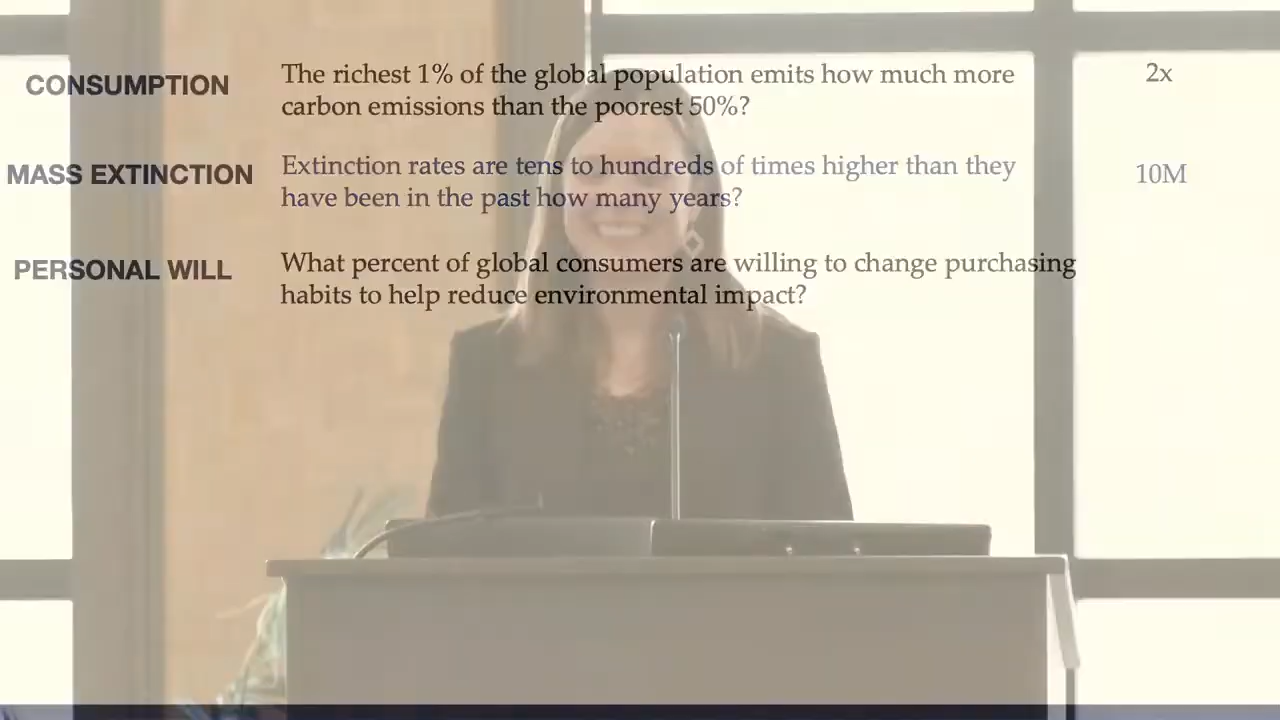 CONSUMPTION
The richest 1% of the global population emits how much more
carbon emissions than the poorest 50%?
2x
MASS EXTINCTION
Extinction rates are tens to hundreds of times higher than they
have been in the past how many years?
10M
PERSONAL WILL
What percent of global consumers are willing to change purchasing
habits to help reduce environmental impact?